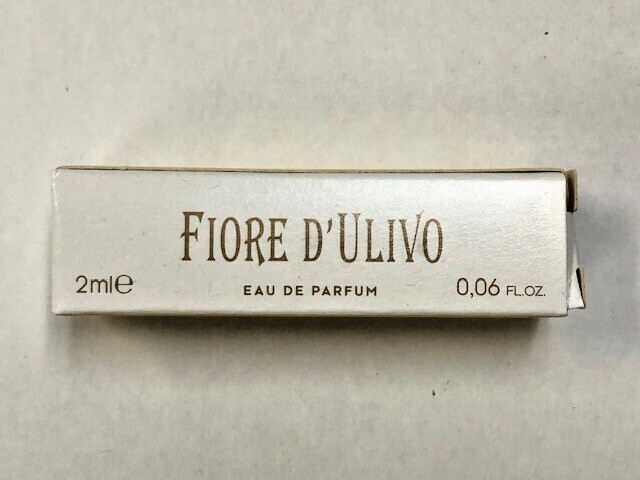 FIORE D'ULIVO
2ml℮ EAU DE PARFUM 0,06 FL.OZ.